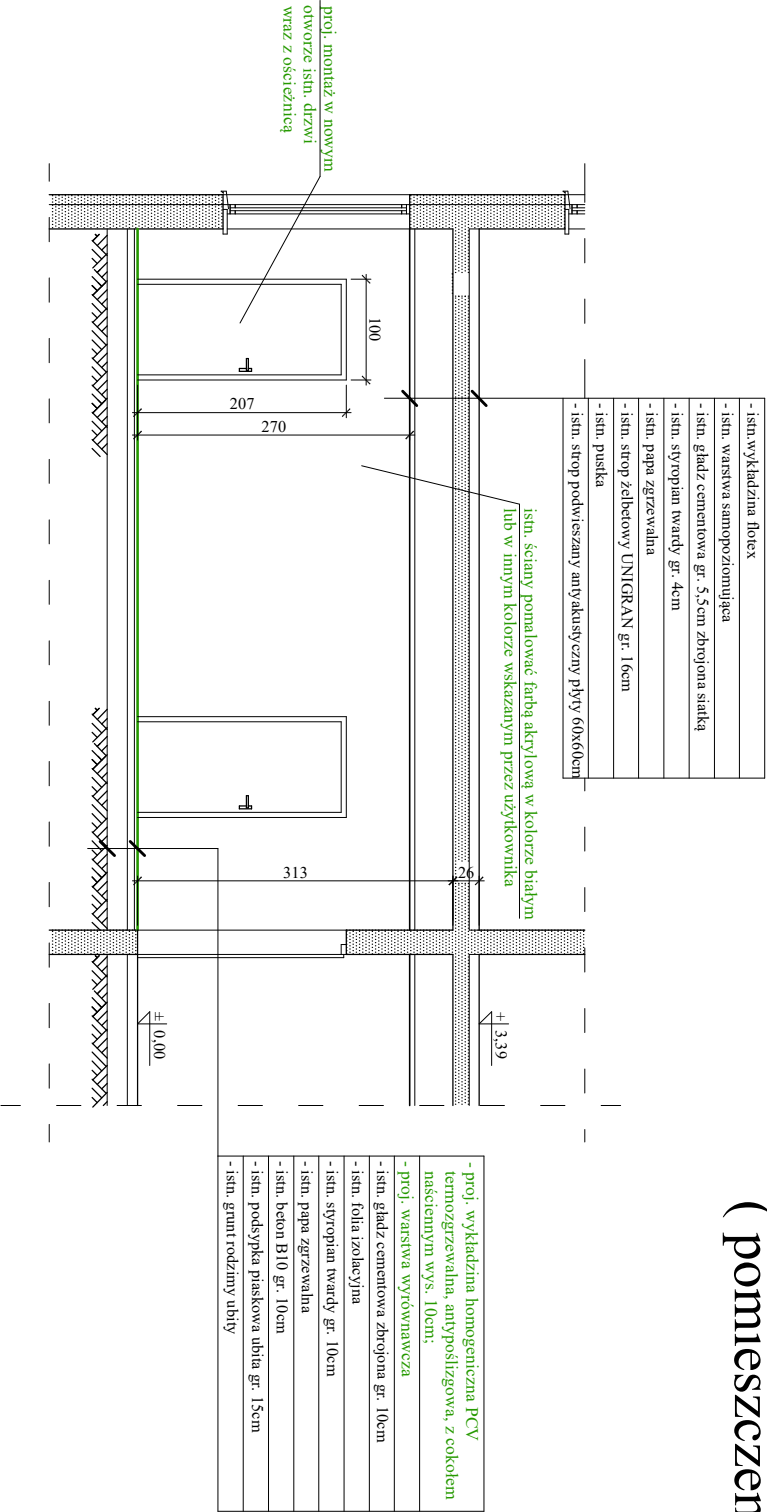 ( pomieszczen
- istn.wykładzina flotex
- istn. warstwa samopoziomująca
- istn. gładz cementowa gr. 5,5cm zbrojona siatką
- istn. styropian twardy gr. 4cm
- istn. papa zgrzewalna
- istn. strop żelbetowy UNIGRAN gr. 16cm
- istn. pustka
- istn. strop podwieszany antyakustyczny płyty 60x60cm
istn. ściany pomalować farbą akrylową w kolorze białym
lub w innym kolorze wskazanym przez użytkownika
proj. montaż w nowym
otworze istn. drzwi
wraz z ościeżnicą
100
207
270
313
26
+ 3,39
± 0,00
- proj. wykładzina homogeniczna PCV
termozgrzewalna, antypoślizgowa, z cokołem
naściennym wys. 10cm;
- proj. warstwa wyrównawcza
- istn. gładz cementowa zbrojona gr. 10cm
- istn. folia izolacyjna
- istn. styropian twardy gr. 10cm
- istn. papa zgrzewalna
- istn. beton B10 gr. 10cm
- istn. podsypka piaskowa ubita gr. 15cm
- istn. grunt rodzimy ubity